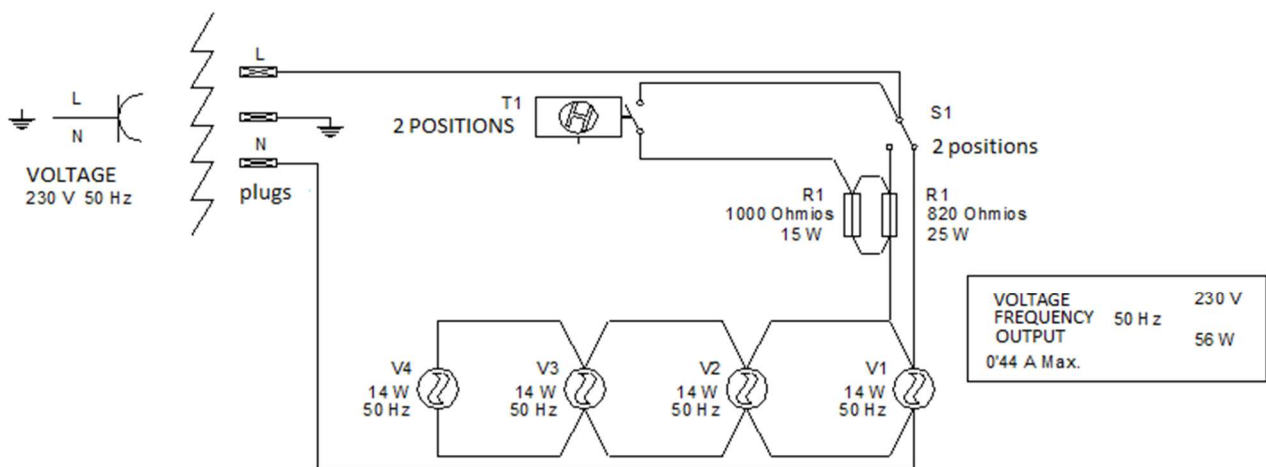 L
N
VOLTAGE
230 V 50 Hz
L
N
plugs
T1
2 POSITIONS
S1
2 positions
R1
1000 Ohmios
15 W
R1
820 Ohmios
25 W
V4
14 W
50 Hz
V3
14 W
50 Hz
V2
14 W
50 Hz
V1
14 W
50 Hz
VOLTAGE 230 V
FREQUENCY 50 Hz
OUTPUT 56 W
0'44 A Max.